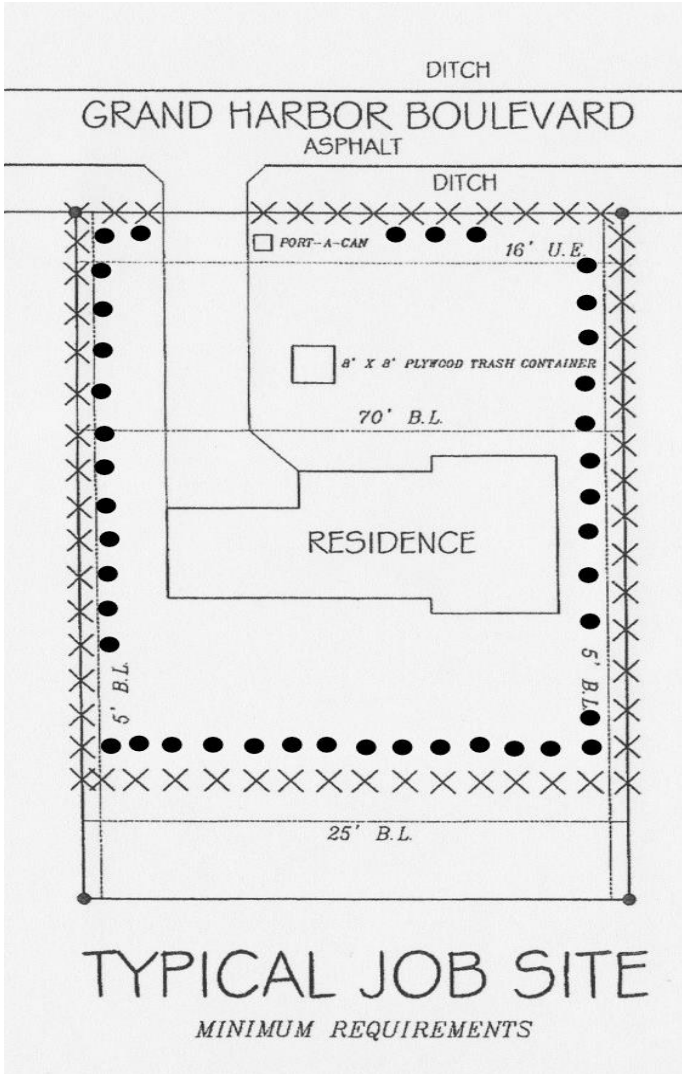 DITCH
GRAND HARBOR BOULEVARD
ASPHALT
DITCH
PORT-A-CAN
16' U.E.
8' X 8' PLYWOOD TRASH CONTAINER
70' B.L.
RESIDENCE
5' B.L.
5' B.L.
25' B.L.
TYPICAL JOB SITE
MINIMUM REQUIREMENTS